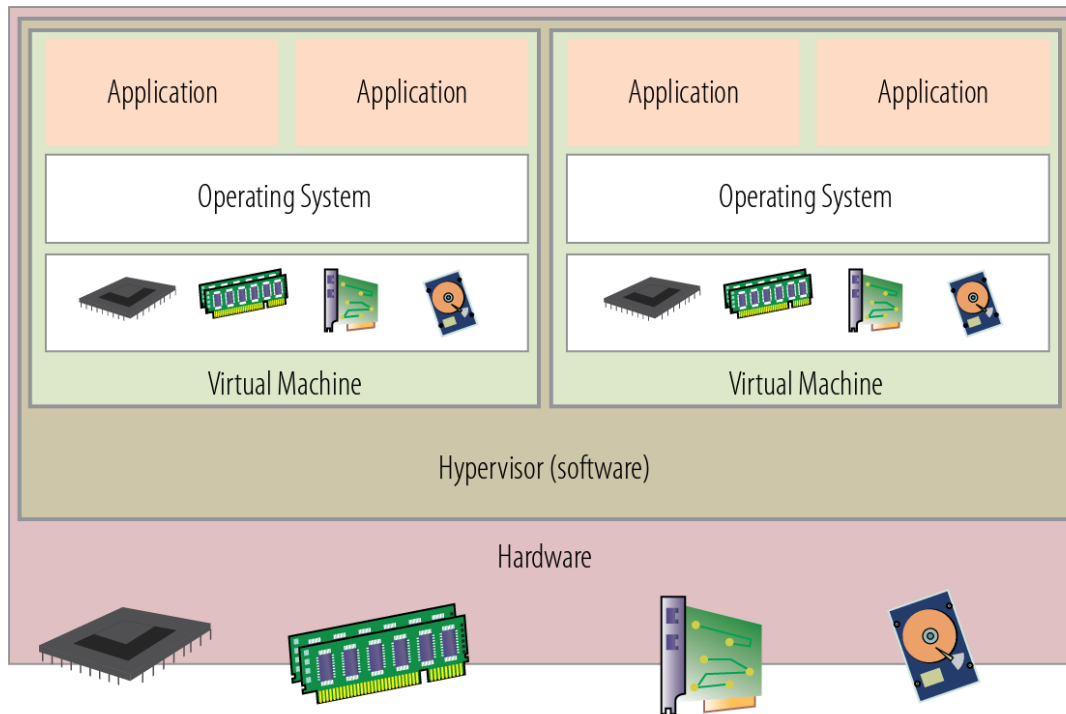 Application
Application
Application
Application
Operating System
Operating System
Virtual Machine
Virtual Machine
Hypervisor (software)
Hardware